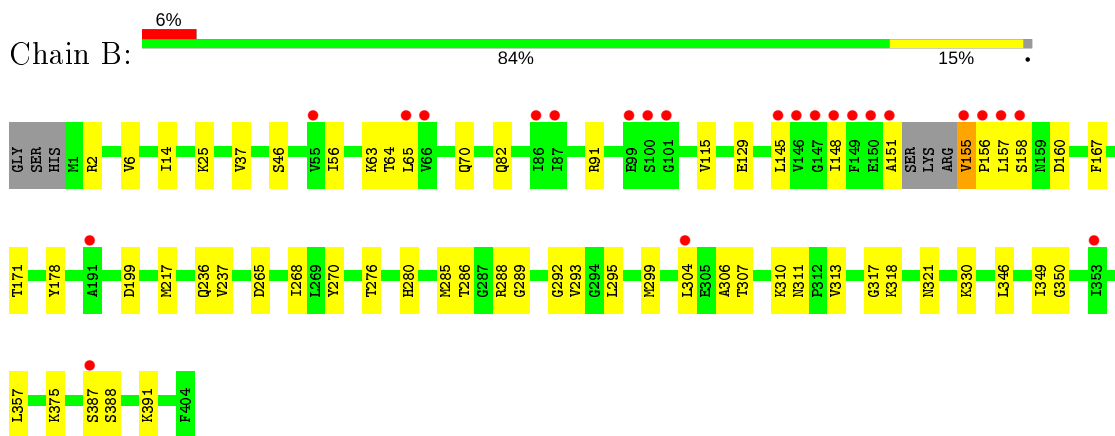 6%
Chain B:
84% 15% •
GLY SER HIS M1 R2 V6 I14 K25 V37 S46 V55 I56 K63 T64 L65 V66 Q70 Q82 I86 I87 R91 E99 S100 G101 V115 E129 L145 V146 G147 I148 F149 E150 A151 SER LYS ARG V155 P156 L157 S158 N159 D160 F167
T171 Y178 A191 D199 M217 Q236 V237 D265 I268 L269 Y270 T276 H280 M285 T286 G287 R288 G289 G292 V293 G294 L295 M299 L304 E305 A306 T307 K310 N311 P312 V313 G317 K318 N321 K330 L346 I349 G350 I353
L357 K375 S387 S388 K391 F404